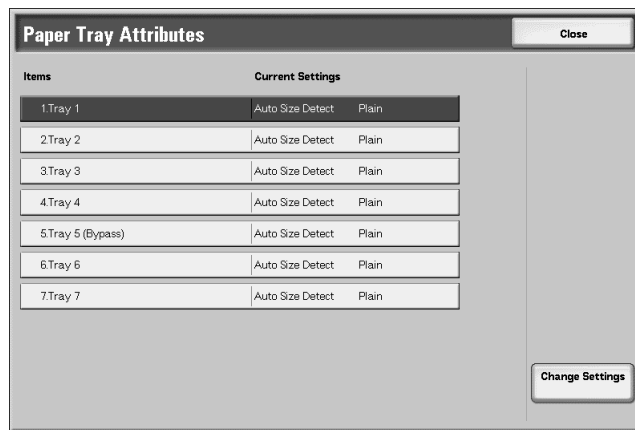 Paper Tray Attributes Close
Items Current Settings
1.Tray 1 Auto Size Detect Plain
2.Tray 2 Auto Size Detect Plain
3.Tray 3 Auto Size Detect Plain
4.Tray 4 Auto Size Detect Plain
5.Tray 5 (Bypass) Auto Size Detect Plain
6.Tray 6 Auto Size Detect Plain
7.Tray 7 Auto Size Detect Plain
Change Settings